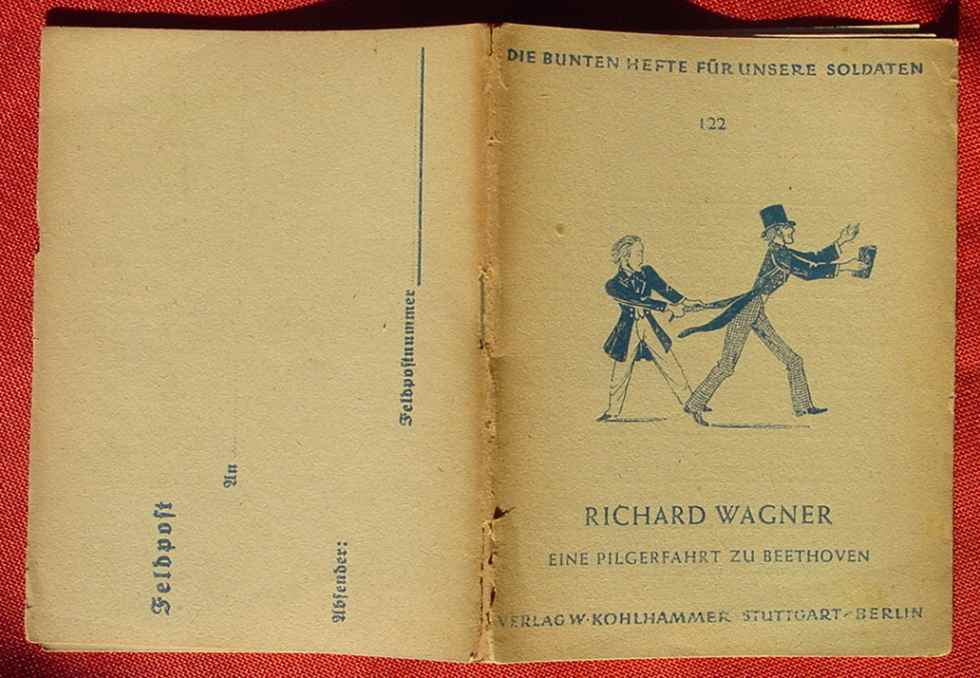 DIE BUNTEN HEFTE FÜR UNSERE SOLDATEN
122
RICHARD WAGNER
EINE PILGERFAHRT ZU BEETHOVEN
VERLAG W · KOHLHAMMER STUTTGART - BERLIN
Feldpost
An
Absender:
Feldpostnummer